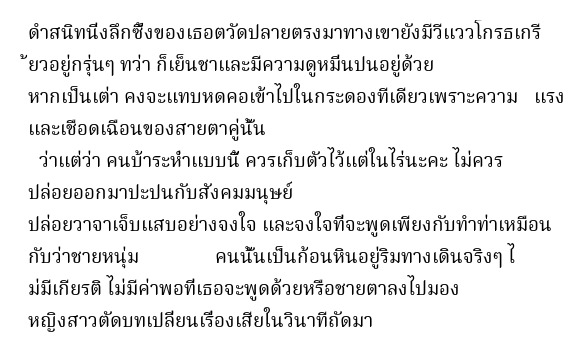 ดำสนิทนิ่งลึกซึ้งของเธอตวัดปลายตรงมาทางเขายังมีวี่แววโกรธเกรี
้ยวอยู่กรุ่นๆ ทว่า ก็เย็นชาและมีความดูหมิ่นปนอยู่ด้วย
หากเป็นเต่า คงจะแทบหดคอเข้าไปในกระดองทีเดียวเพราะความ แรง
และเชือดเฉือนของสายตาคู่นั้น
ว่าแต่ว่า คนบ้าระห่ำแบบนี้ ควรเก็บตัวไว้แต่ในไร่นะคะ ไม่ควร
ปล่อยออกมาปะปนกับสังคมมนุษย์
ปล่อยวาจาเจ็บแสบอย่างจงใจ และจงใจที่จะพูดเพียงกับทำท่าเหมือน
กับว่าชายหนุ่ม คนนั้นเป็นก้อนหินอยู่ริมทางเดินจริงๆ ไ
ม่มีเกียรติ ไม่มีค่าพอที่เธอจะพูดด้วยหรือชายตาลงไปมอง
หญิงสาวตัดบทเปลี่ยนเรื่องเสียในวินาทีถัดมา